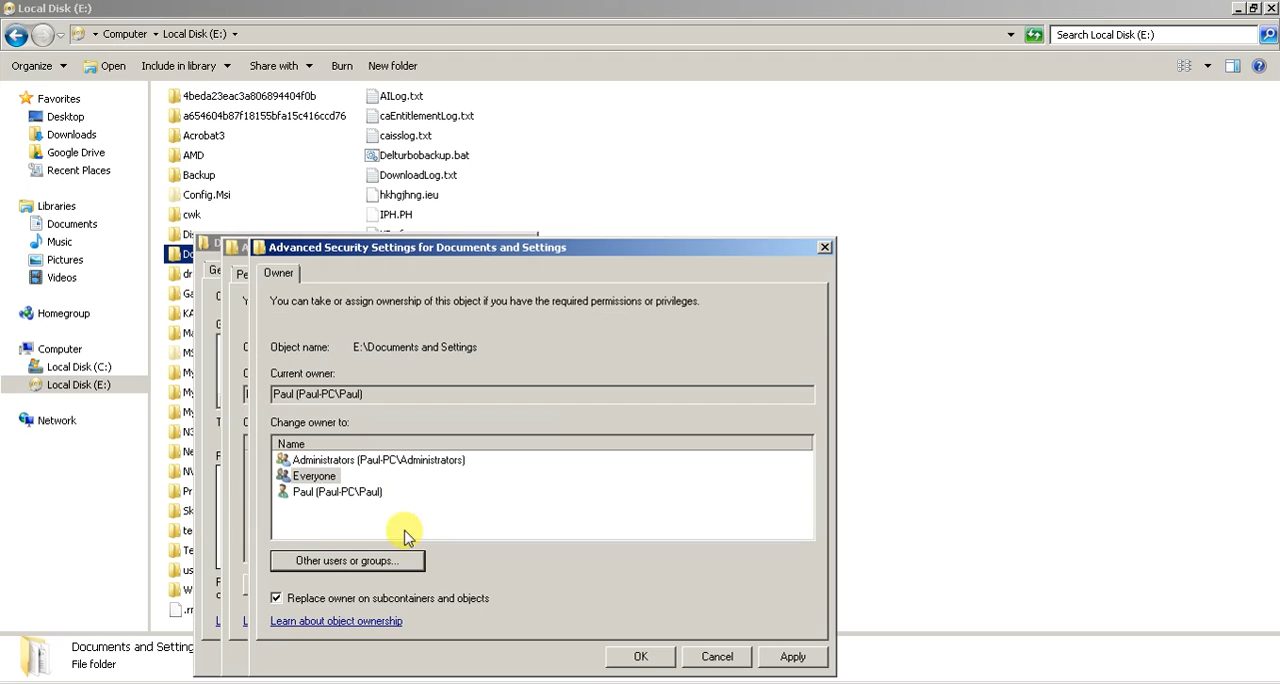 Local Disk (E:)
Computer Local Disk (E:)
Search Local Disk (E:)
Organize Open Include in library Share with Burn New folder
Favorites
Desktop
Downloads
Google Drive
Recent Places
Libraries
Documents
Music
Pictures
Videos
Homegroup
Computer
Local Disk (C:)
Local Disk (E:)
Network
4beda23eac3a806894404f0b
a654604b87f18155bfa15c416ccd76
Acrobat3
AMD
Backup
Config.Msi
cwk
AILog.txt
caEntitlementLog.txt
caisslog.txt
Delturbobackup.bat
DownloadLog.txt
hkhgjhng.ieu
IPH.PH
Advanced Security Settings for Documents and Settings
Owner
You can take or assign ownership of this object if you have the required permissions or privileges.
Object name: E:\Documents and Settings
Current owner:
Paul (Paul-PC\Paul)
Change owner to:
Name
Administrators (Paul-PC\Administrators)
Everyone
Paul (Paul-PC\Paul)
Other users or groups...
Replace owner on subcontainers and objects
Learn about object ownership
OK Cancel Apply
Documents and Setting
File folder